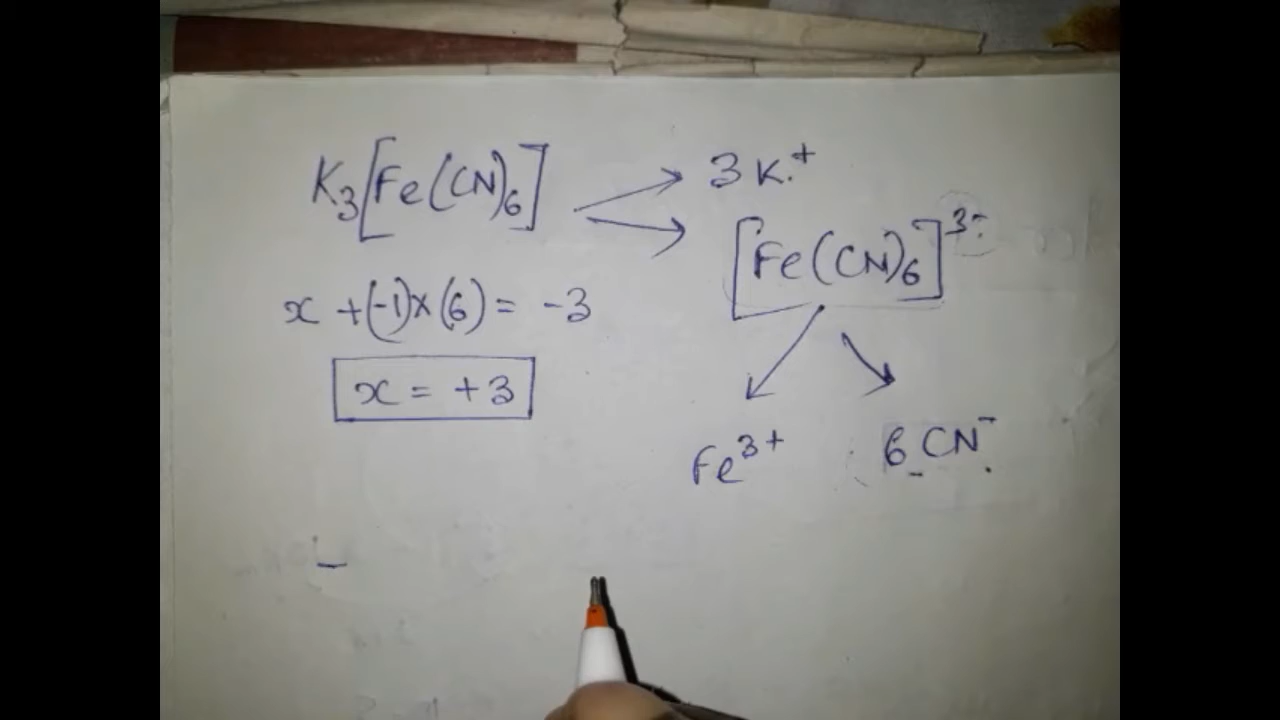 K₃[Fe(CN)₆] → 3K⁺
→ [Fe(CN)₆]³⁻
x + (-1) × (6) = -3
x = +3
Fe³⁺ 6 CN⁻